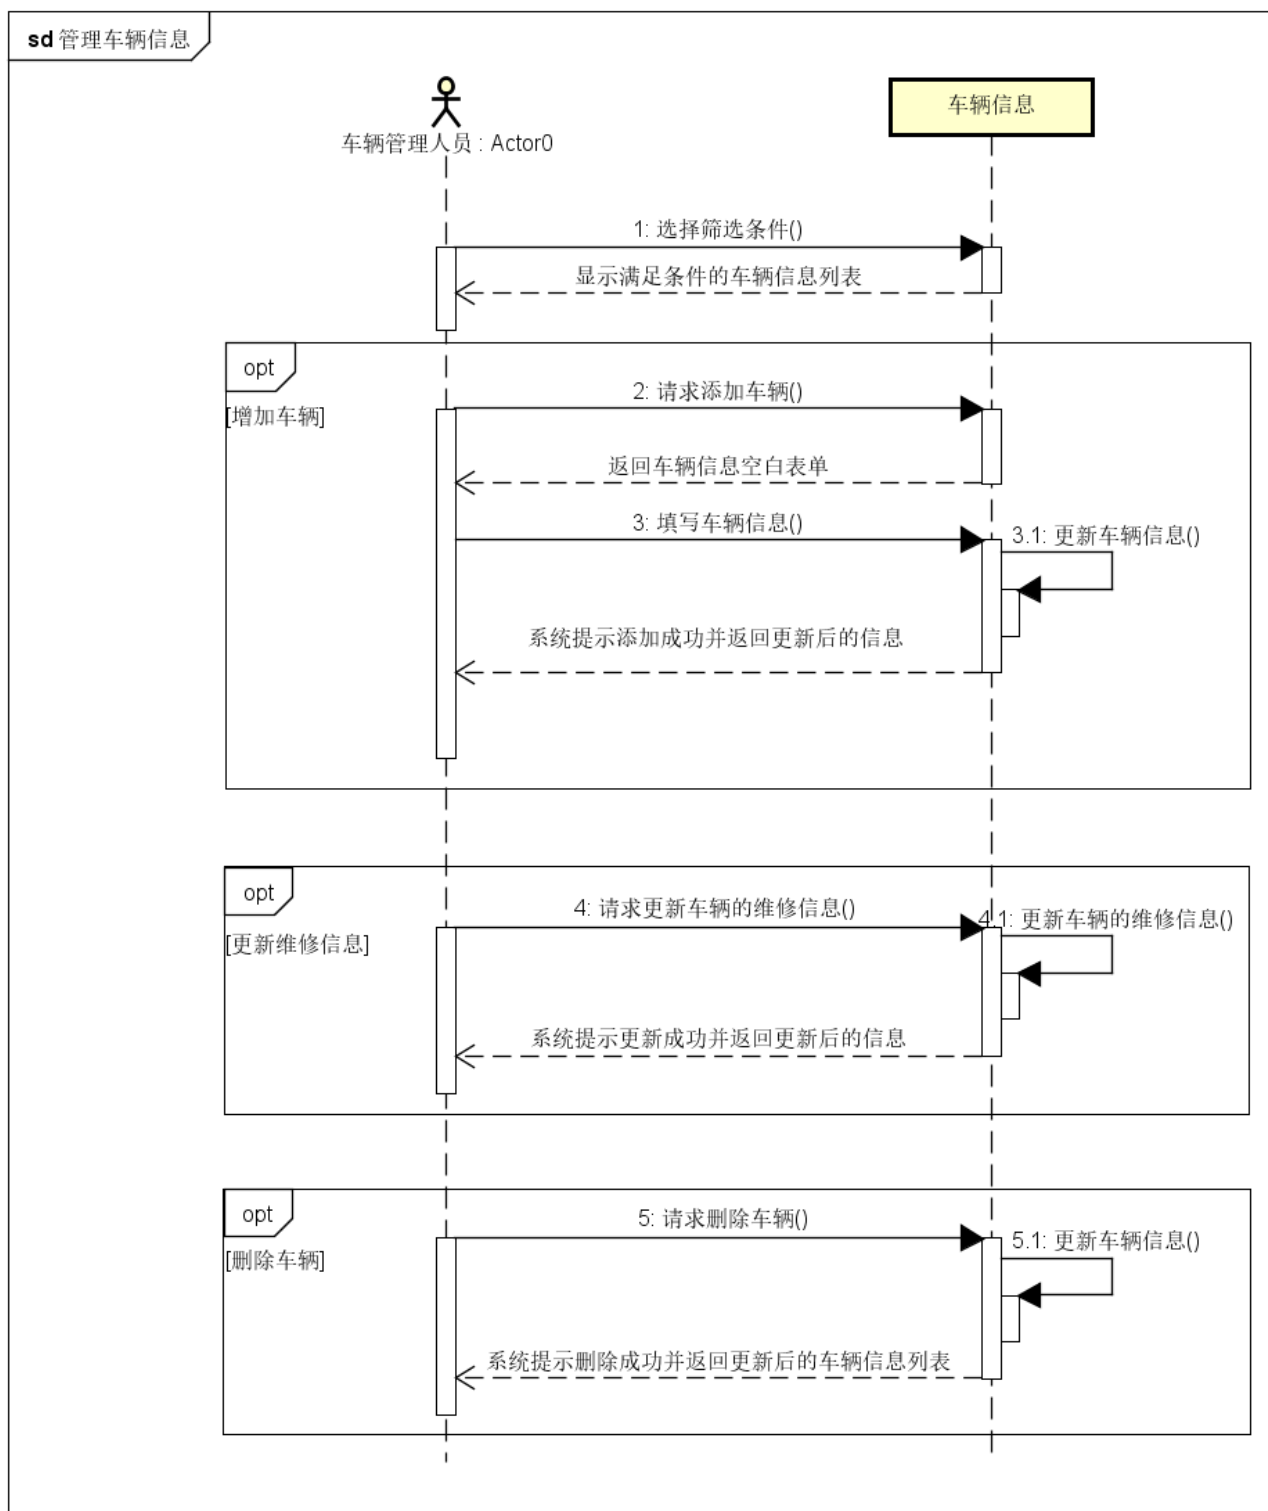 sd 管理车辆信息
车辆管理人员 : Actor0
车辆信息
1: 选择筛选条件()
显示满足条件的车辆信息列表
opt
[增加车辆]
2: 请求添加车辆()
返回车辆信息空白表单
3: 填写车辆信息()
3.1: 更新车辆信息()
系统提示添加成功并返回更新后的信息
opt
[更新维修信息]
4: 请求更新车辆的维修信息()
4.1: 更新车辆的维修信息()
系统提示更新成功并返回更新后的信息
opt
[删除车辆]
5: 请求删除车辆()
5.1: 更新车辆信息()
系统提示删除成功并返回更新后的车辆信息列表